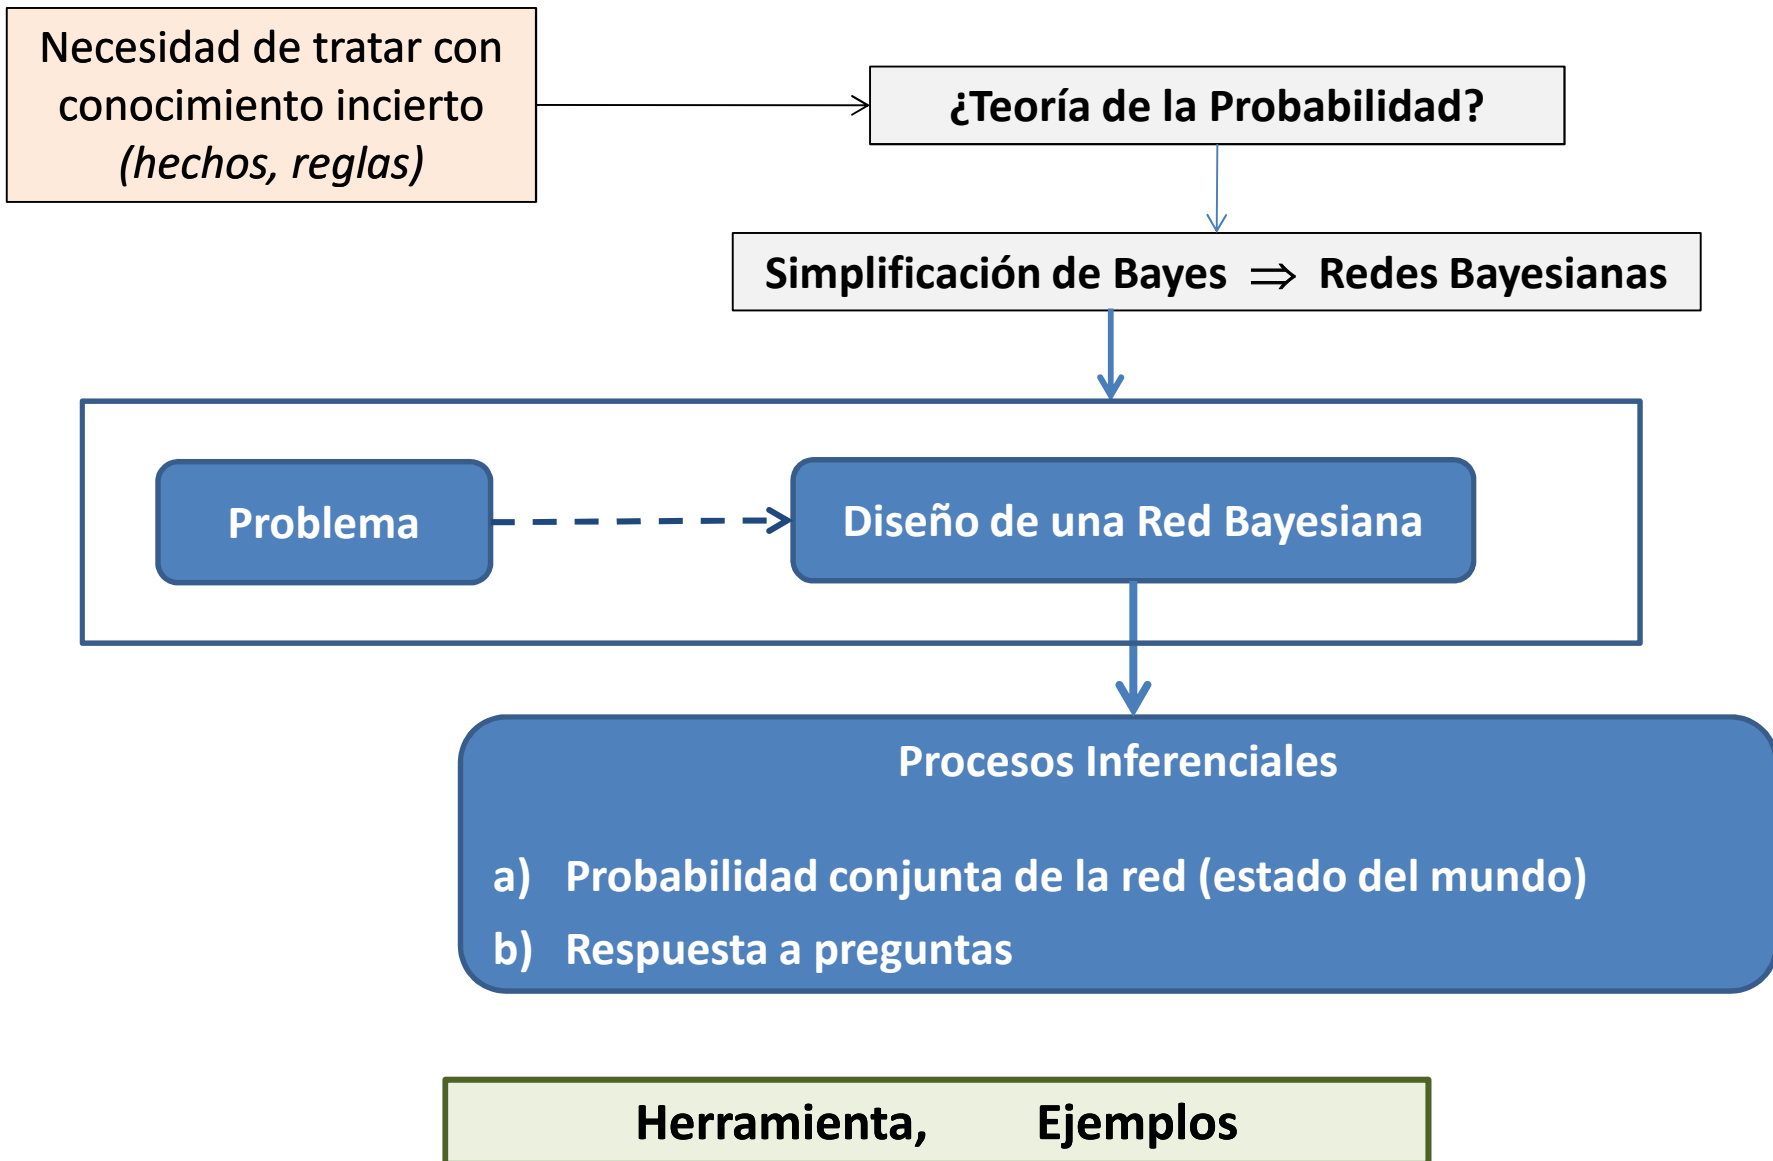 Necesidad de tratar con
conocimiento incierto
(hechos, reglas)
¿Teoría de la Probabilidad?
Simplificación de Bayes ⇒ Redes Bayesianas
Problema
Diseño de una Red Bayesiana
Procesos Inferenciales
a) Probabilidad conjunta de la red (estado del mundo)
b) Respuesta a preguntas
Herramienta, Ejemplos